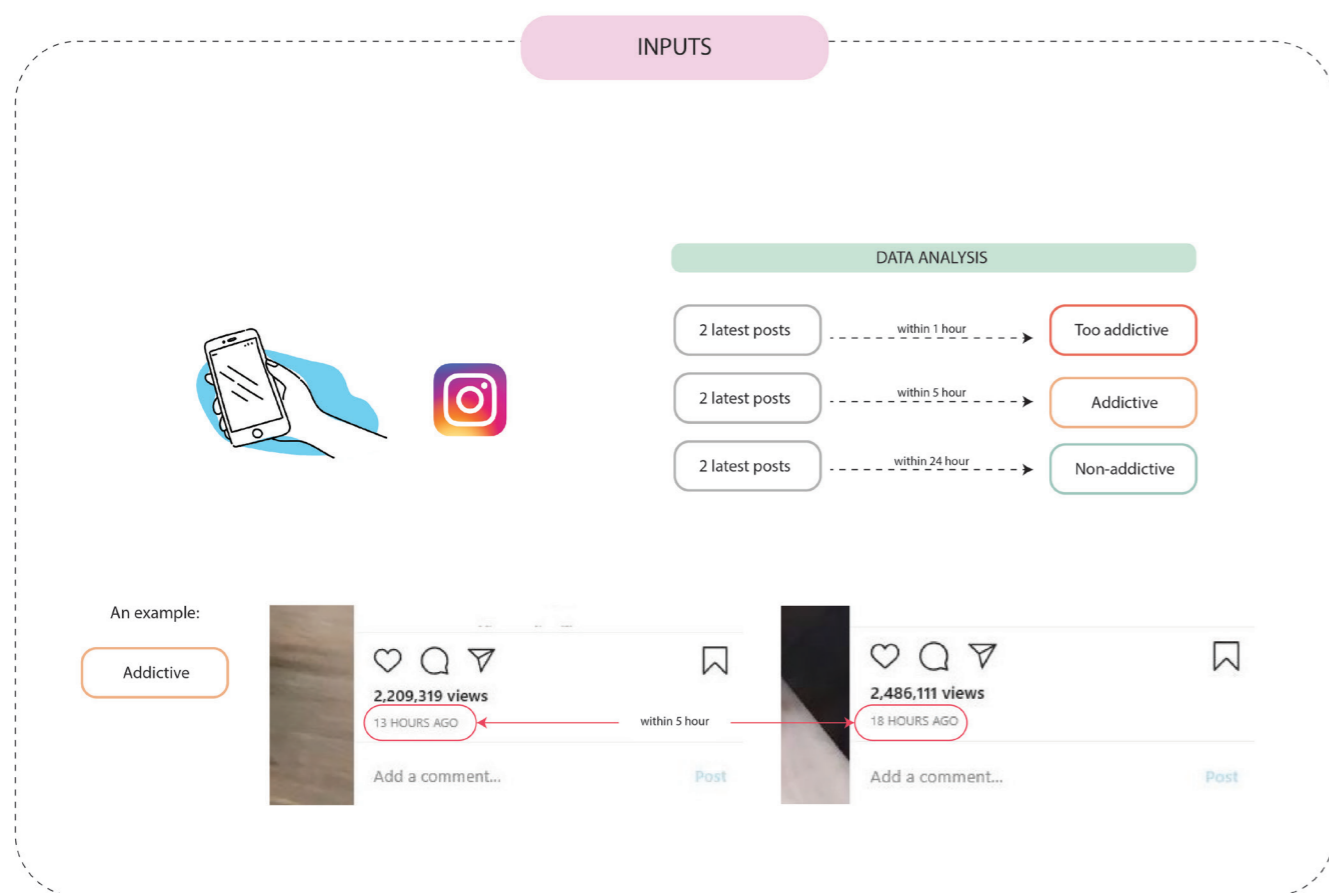 INPUTS
DATA ANALYSIS
2 latest posts
within 1 hour
Too addictive
2 latest posts
within 5 hour
Addictive
2 latest posts
within 24 hour
Non-addictive
An example:
Addictive
2,209,319 views
13 HOURS AGO
Add a comment...
Post
within 5 hour
2,486,111 views
18 HOURS AGO
Add a comment...
Post